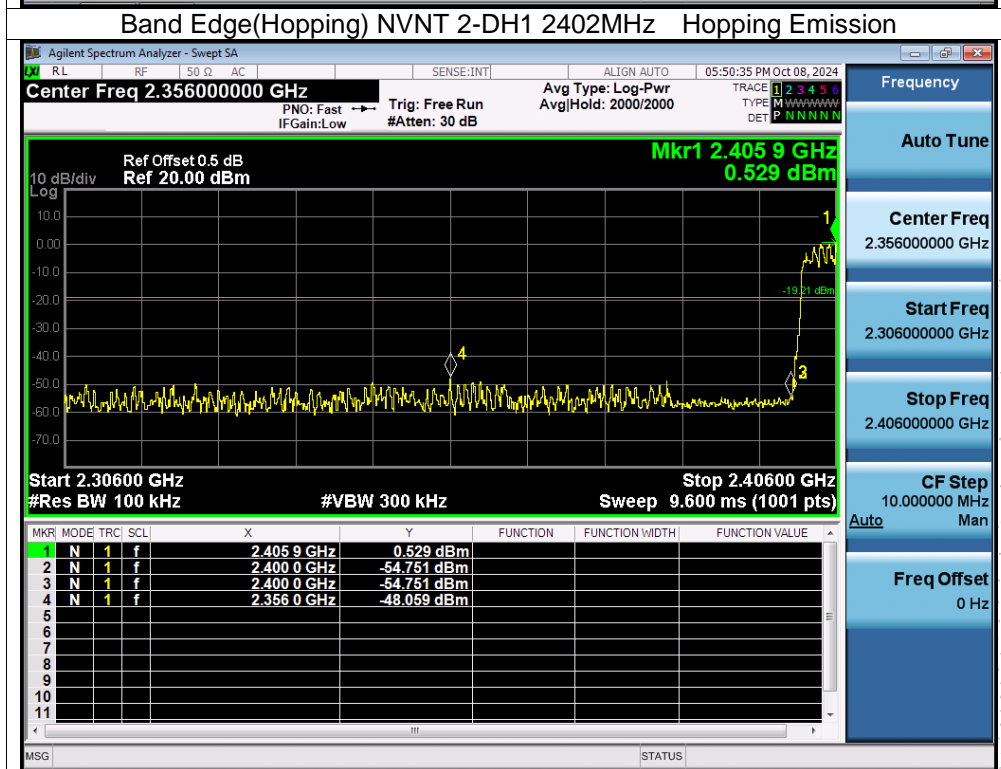 Band Edge(Hopping) NVNT 2-DH1 2402MHz Hopping Emission
Agilent Spectrum Analyzer - Swept SA
LXI RL RF 50 Ω AC SENSE:INT ALIGN AUTO 05:50:35 PM Oct 08, 2024
Center Freq 2.356000000 GHz
PNO: Fast
IFGain:Low
Trig: Free Run
#Atten: 30 dB
Avg Type: Log-Pwr
Avg|Hold: 2000/2000
TRACE 1 2 3 4 5 6
TYPE M WWWWW
DET P N N N N N
Mkr1 2.405 9 GHz
0.529 dBm
Ref Offset 0.5 dB
Ref 20.00 dBm
10 dB/div
Log
10.0
0.00
-10.0
-20.0
-30.0
-40.0
-50.0
-60.0
-70.0
1
-19.21 dBm
4
3
Start 2.30600 GHz Stop 2.40600 GHz
#Res BW 100 kHz #VBW 300 kHz Sweep 9.600 ms (1001 pts)
MKR MODE TRC SCL X Y FUNCTION FUNCTION WIDTH FUNCTION VALUE
1 N 1 f 2.405 9 GHz 0.529 dBm
2 N 1 f 2.400 0 GHz -54.751 dBm
3 N 1 f 2.400 0 GHz -54.751 dBm
4 N 1 f 2.356 0 GHz -48.059 dBm
5
6
7
8
9
10
11
MSG STATUS
Frequency
Auto Tune
Center Freq
2.356000000 GHz
Start Freq
2.306000000 GHz
Stop Freq
2.406000000 GHz
CF Step
10.000000 MHz
Auto Man
Freq Offset
0 Hz